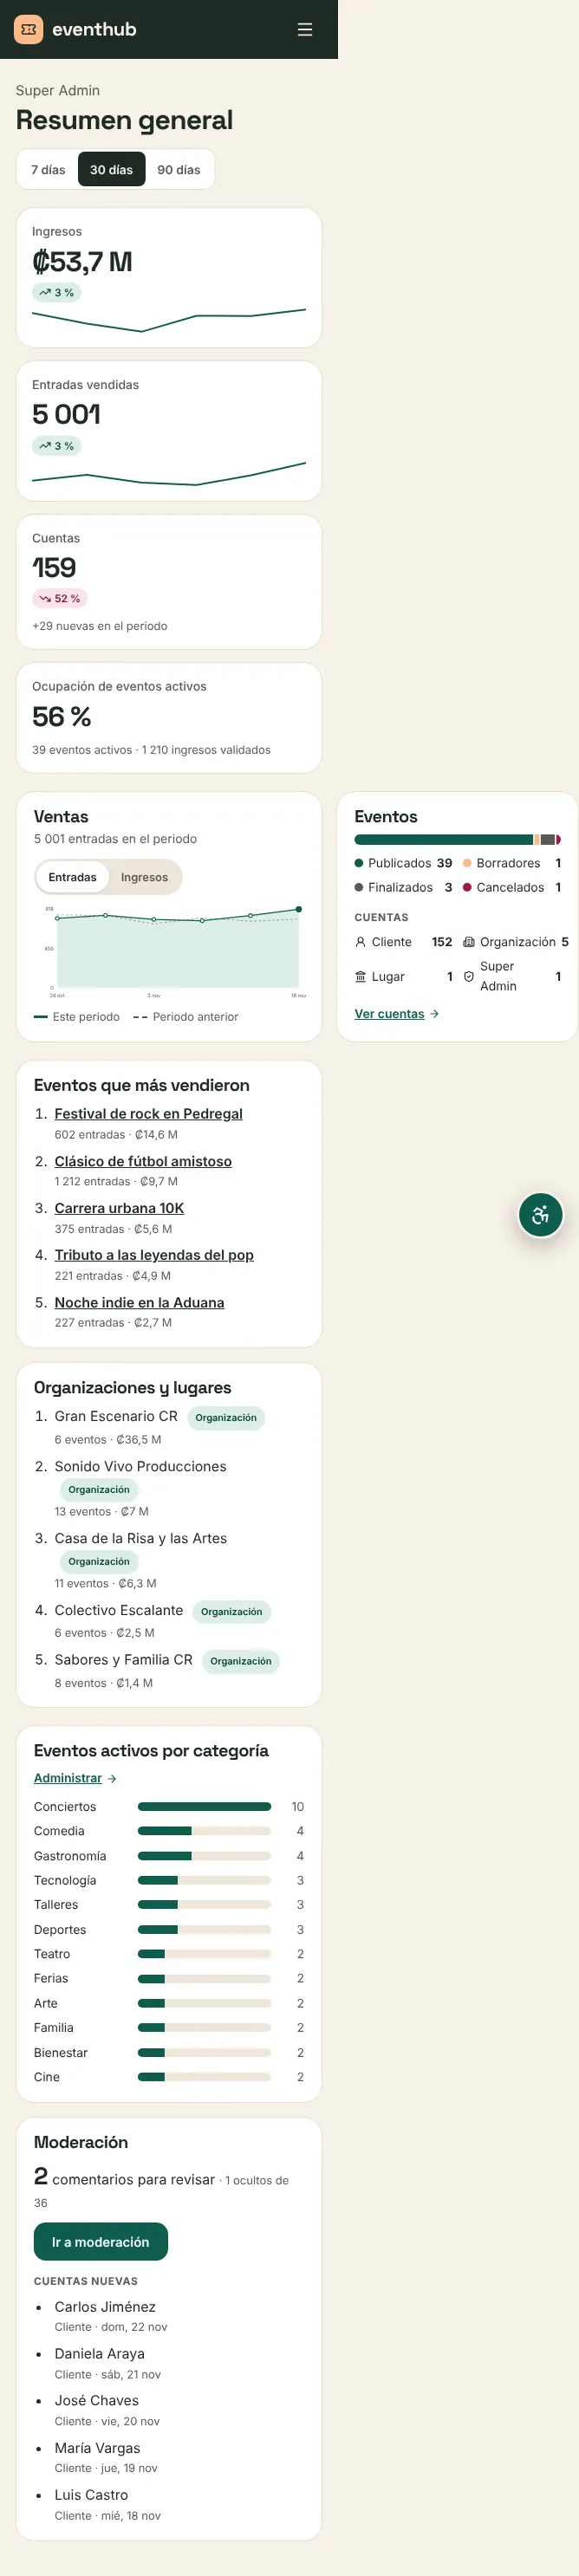 eventhub
Super Admin
Resumen general
7 días 30 días 90 días
Ingresos
₡53,7 M
3 %
Entradas vendidas
5 001
3 %
Cuentas
159
52 %
+29 nuevas en el periodo
Ocupación de eventos activos
56 %
39 eventos activos · 1 210 ingresos validados
Ventas
5 001 entradas en el periodo
Entradas Ingresos
918
459
0
24 oct 3 nov 18 nov
Este periodo Periodo anterior
Eventos
Publicados 39 Borradores 1
Finalizados 3 Cancelados 1
CUENTAS
Cliente 152 Organización 5
Lugar 1 Super Admin 1
Ver cuentas →
Eventos que más vendieron
1. Festival de rock en Pedregal
602 entradas · ₡14,6 M
2. Clásico de fútbol amistoso
1 212 entradas · ₡9,7 M
3. Carrera urbana 10K
375 entradas · ₡5,6 M
4. Tributo a las leyendas del pop
221 entradas · ₡4,9 M
5. Noche indie en la Aduana
227 entradas · ₡2,7 M
Organizaciones y lugares
1. Gran Escenario CR Organización
6 eventos · ₡36,5 M
2. Sonido Vivo Producciones
Organización
13 eventos · ₡7 M
3. Casa de la Risa y las Artes
Organización
11 eventos · ₡6,3 M
4. Colectivo Escalante Organización
6 eventos · ₡2,5 M
5. Sabores y Familia CR Organización
8 eventos · ₡1,4 M
Eventos activos por categoría
Administrar →
Conciertos 10
Comedia 4
Gastronomía 4
Tecnología 3
Talleres 3
Deportes 3
Teatro 2
Ferias 2
Arte 2
Familia 2
Bienestar 2
Cine 2
Moderación
2 comentarios para revisar · 1 ocultos de
36
Ir a moderación
CUENTAS NUEVAS
• Carlos Jiménez
Cliente · dom, 22 nov
• Daniela Araya
Cliente · sáb, 21 nov
• José Chaves
Cliente · vie, 20 nov
• María Vargas
Cliente · jue, 19 nov
• Luis Castro
Cliente · mié, 18 nov